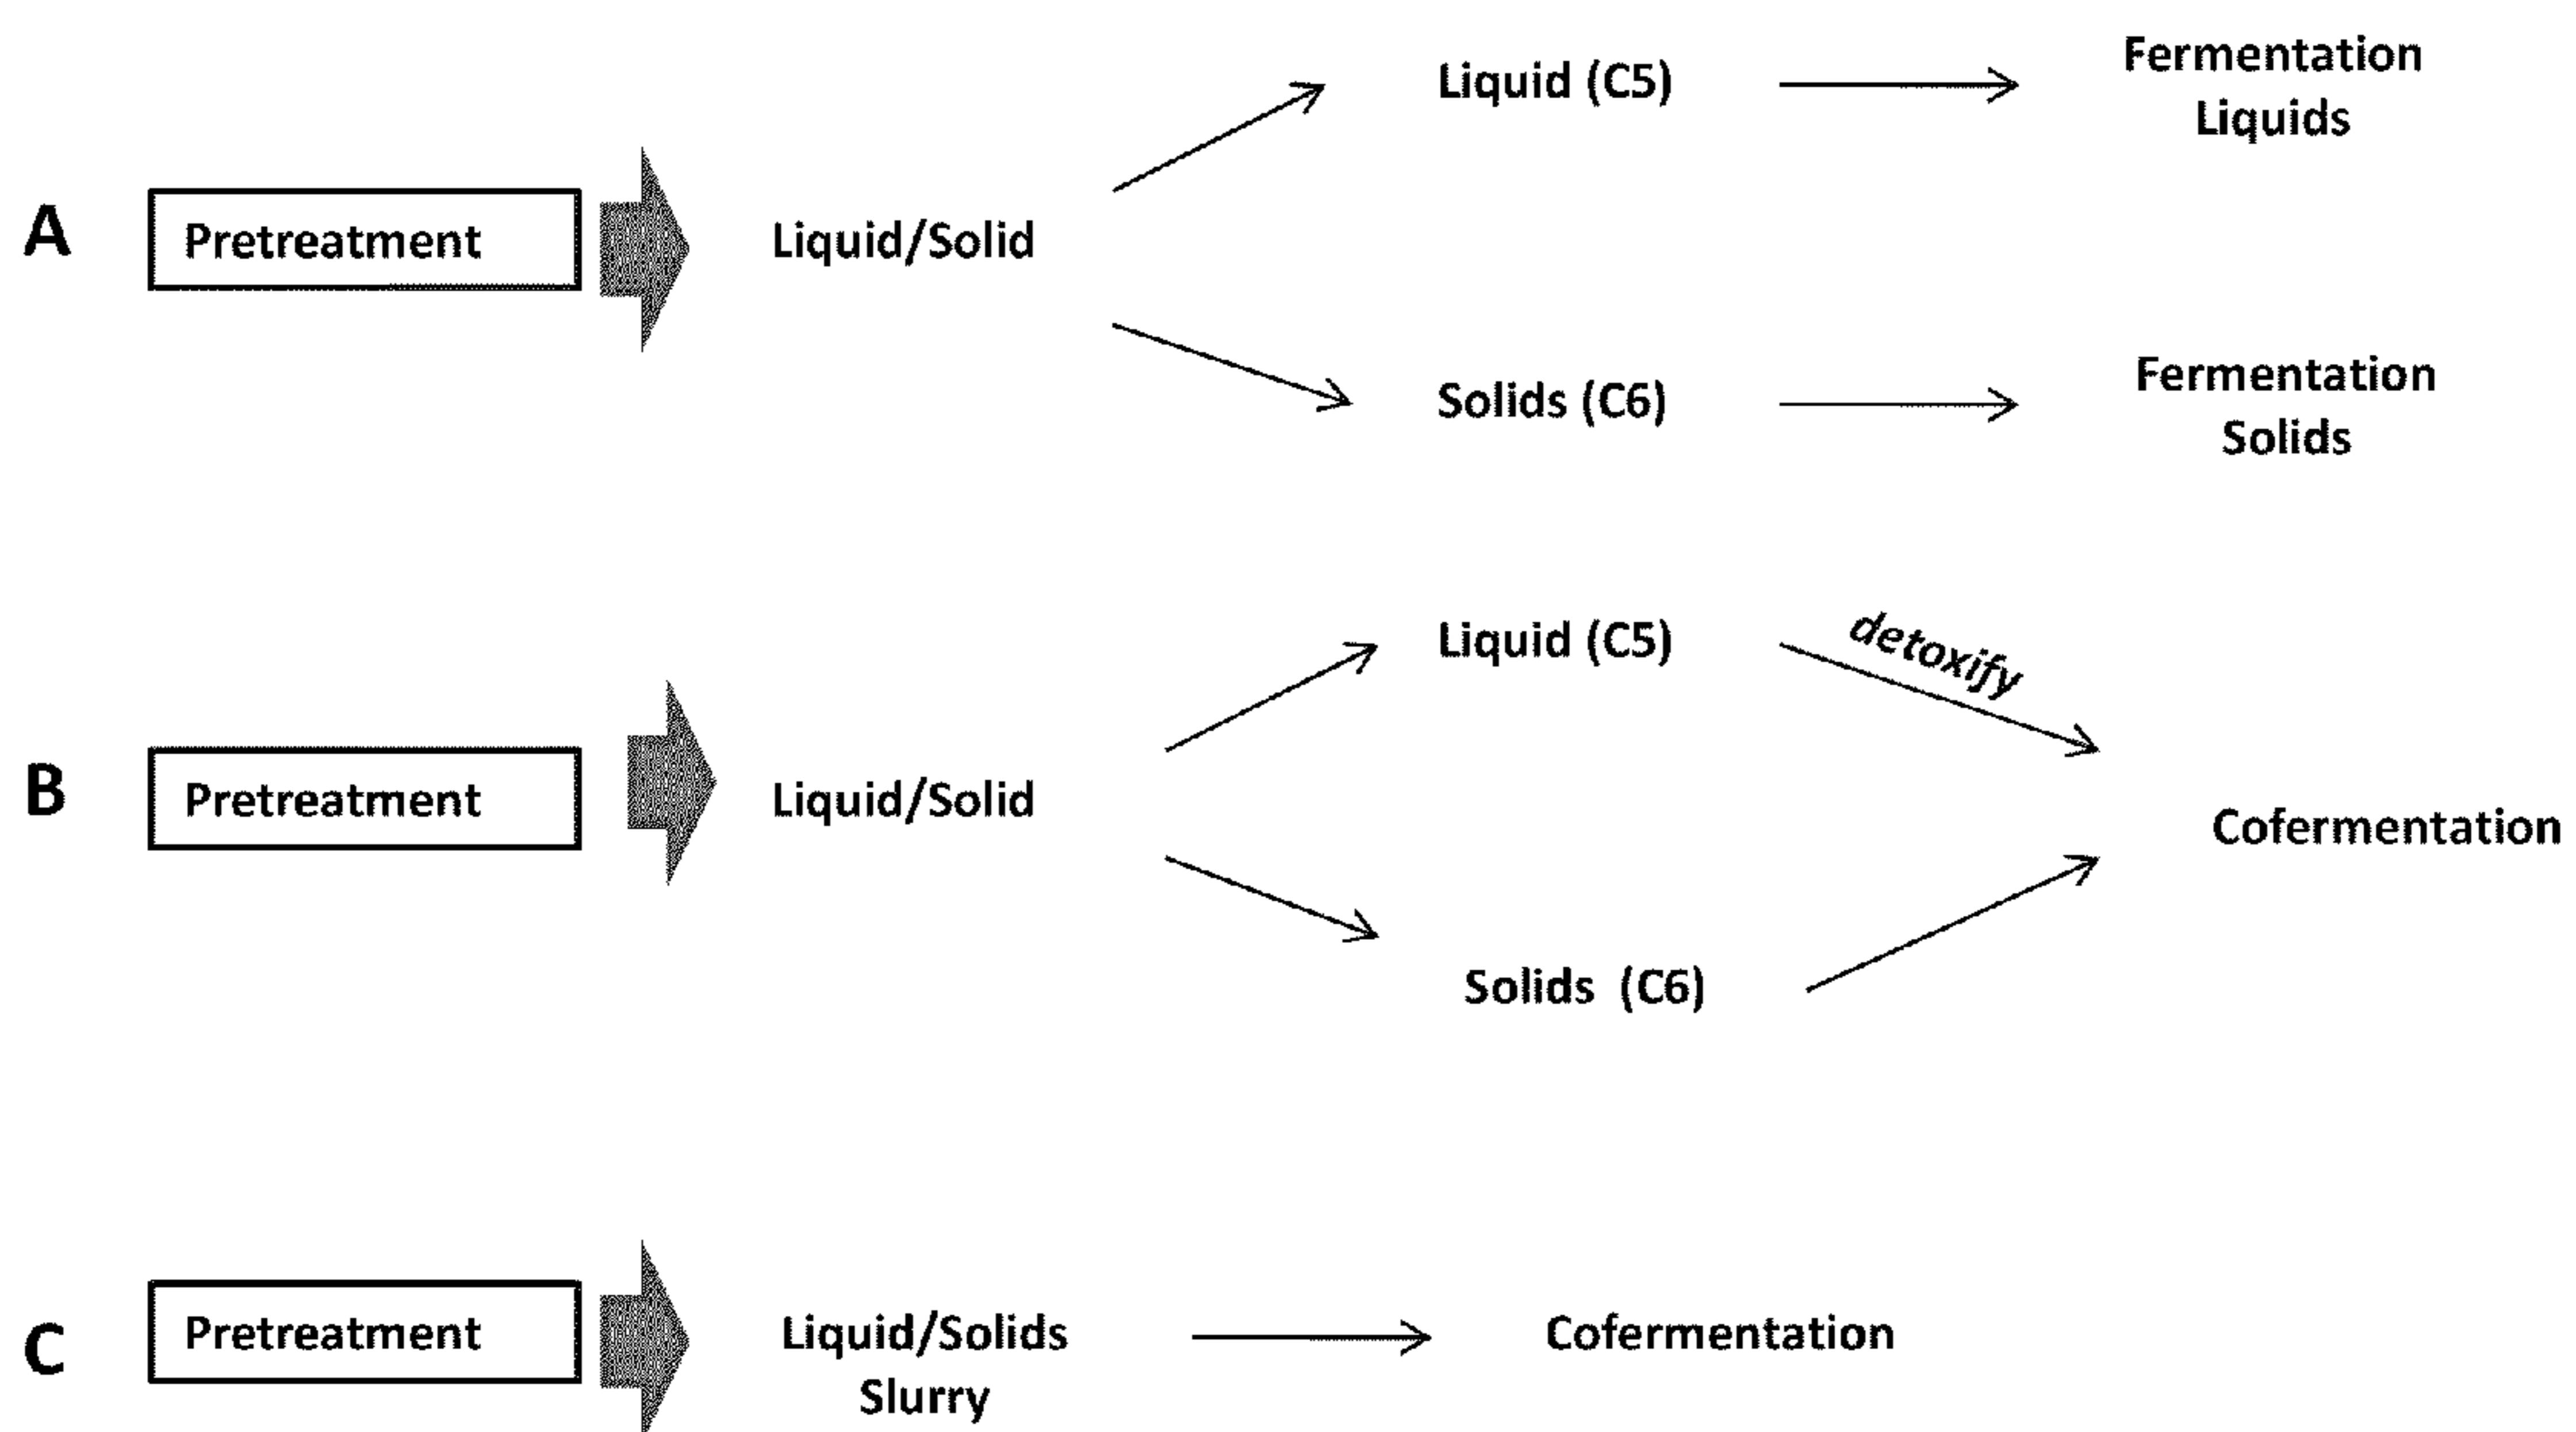 A
Pretreatment
Liquid/Solid
Liquid (C5)
Fermentation
Liquids
Solids (C6)
Fermentation
Solids
B
Pretreatment
Liquid/Solid
Liquid (C5)
detoxify
Solids (C6)
Cofermentation
C
Pretreatment
Liquid/Solids
Slurry
Cofermentation